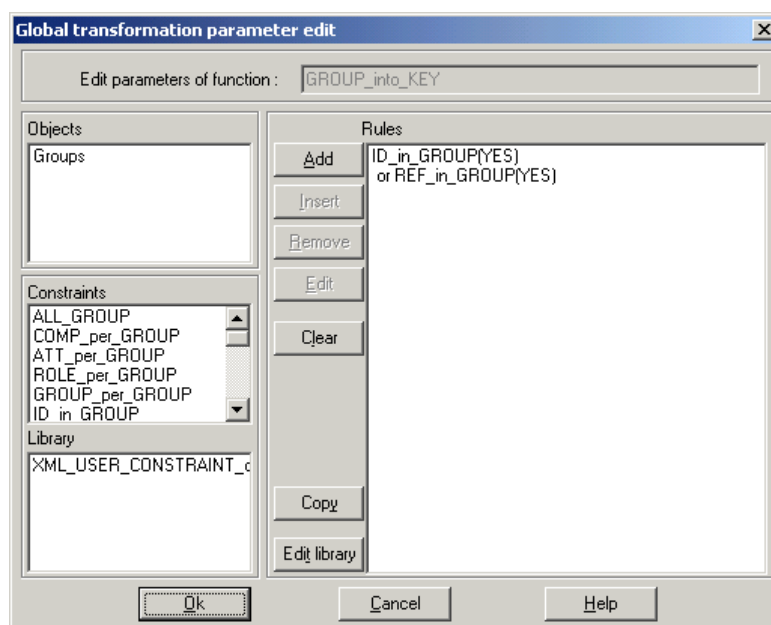 Global transformation parameter edit
Edit parameters of function : GROUP_into_KEY
Objects
Groups
Constraints
ALL_GROUP
COMP_per_GROUP
ATT_per_GROUP
ROLE_per_GROUP
GROUP_per_GROUP
ID_in_GROUP
Library
XML_USER_CONSTRAINT_c
Rules
Add
Insert
Remove
Edit
Clear
Copy
Edit library
ID_in_GROUP(YES)
or REF_in_GROUP(YES)
Ok
Cancel
Help